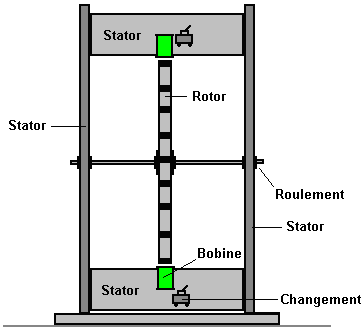 Stator
Rotor
Stator
Roulement
Stator
Bobine
Stator
Changement